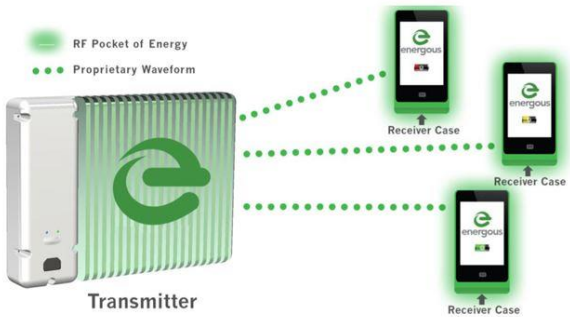 RF Pocket of Energy
Proprietary Waveform
energous
Receiver Case
energous
Receiver Case
energous
Receiver Case
Transmitter